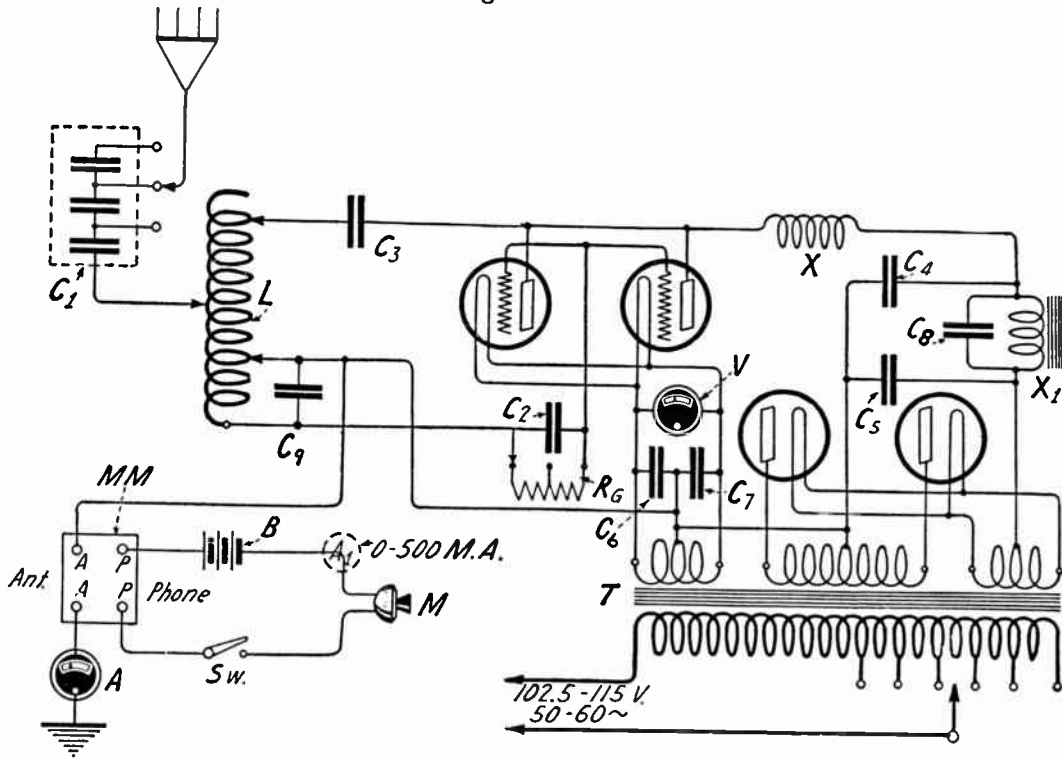 g
C1
L
C3
X
C4
C8
X1
V
C2
C5
C9
RG
C6
C7
MM
B
A1
0-500 M.A.
A P
Ant.
Phone
A P
M
T
Sw.
A
102.5-115 V.
50-60~